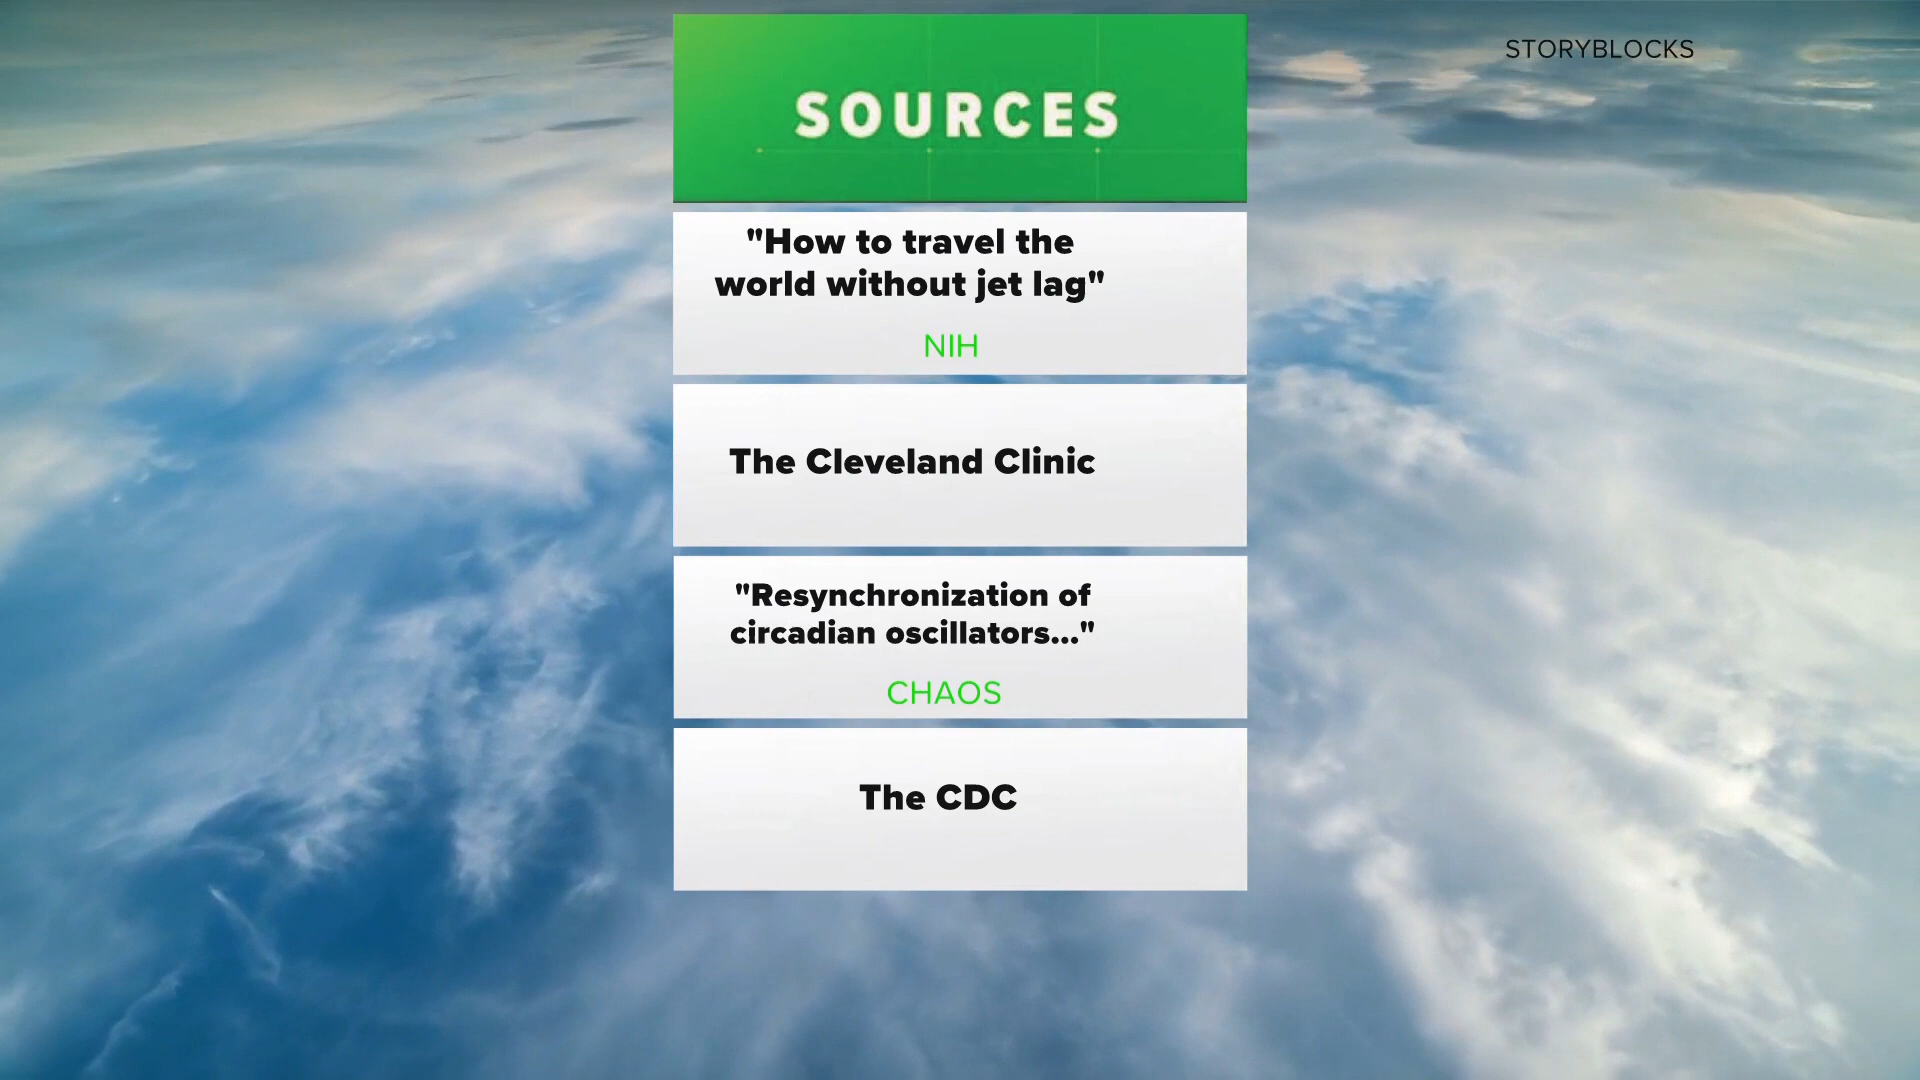 STORYBLOCKS
SOURCES
"How to travel the
world without jet lag"
NIH
The Cleveland Clinic
"Resynchronization of
circadian oscillators..."
CHAOS
The CDC